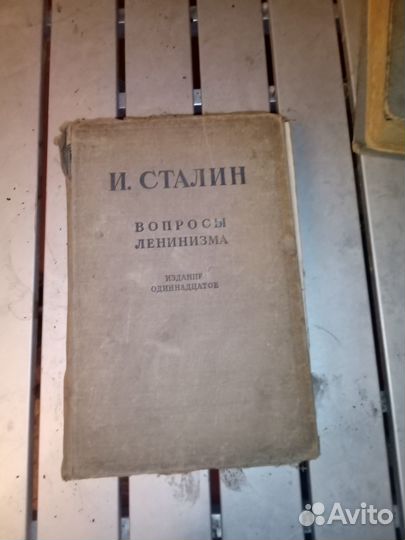 И. СТАЛИН
ВОПРОСЫ
ЛЕНИНИЗМА
ИЗДАНИЕ
ОДИННАДЦАТОЕ
Avito